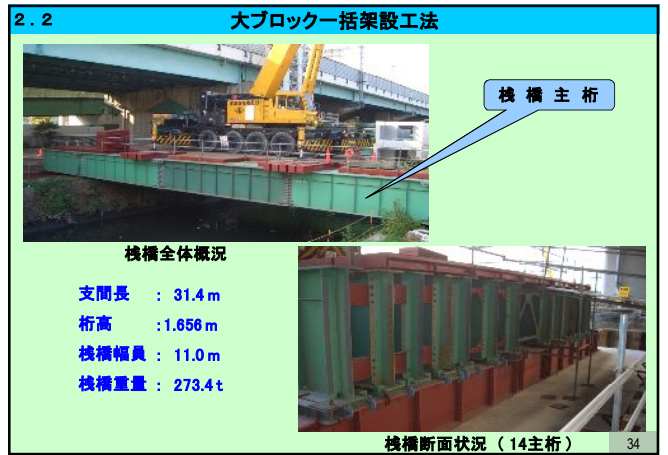 2.2 大ブロック一括架設工法
桟橋主桁
桟橋全体概況
支間長 : 31.4m
桁高 :1.656m
桟橋幅員 : 11.0m
桟橋重量 : 273.4t
桟橋断面状況(14主桁)
34